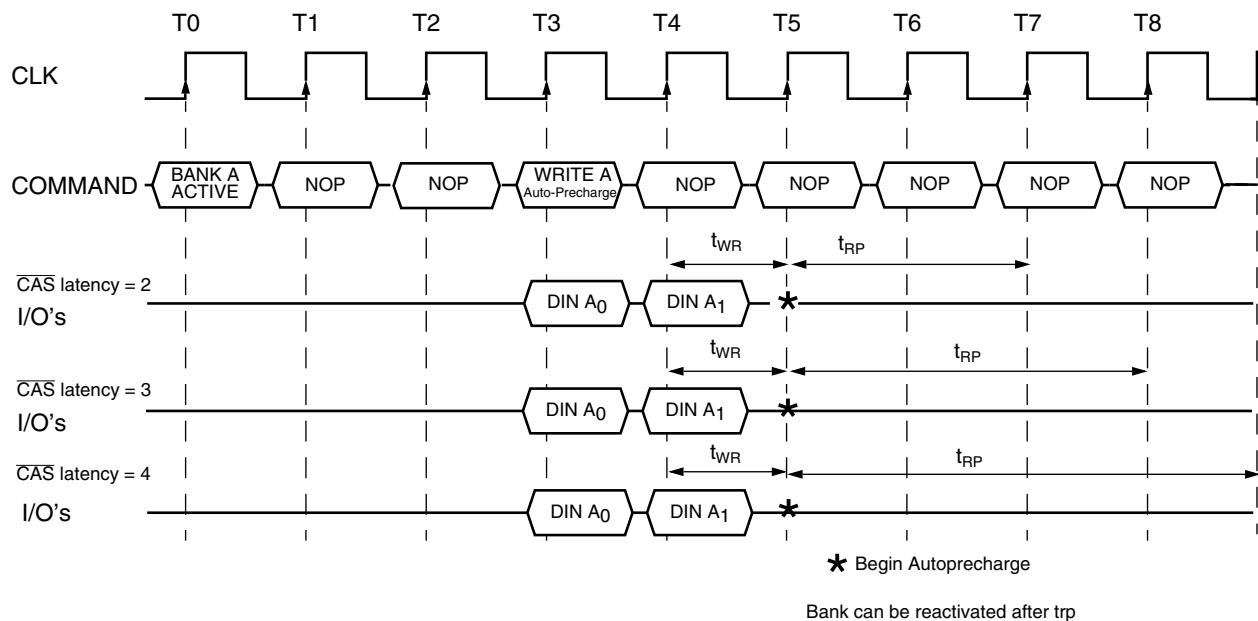 T0 T1 T2 T3 T4 T5 T6 T7 T8
CLK
COMMAND
BANK A
ACTIVE
NOP
NOP
WRITE A
Auto-Precharge
NOP
NOP
NOP
NOP
NOP
tWR tRP
CAS latency = 2
I/O's
DIN A0 DIN A1 *
tWR tRP
CAS latency = 3
I/O's
DIN A0 DIN A1 *
tWR tRP
CAS latency = 4
I/O's
DIN A0 DIN A1 *
* Begin Autoprecharge
Bank can be reactivated after trp